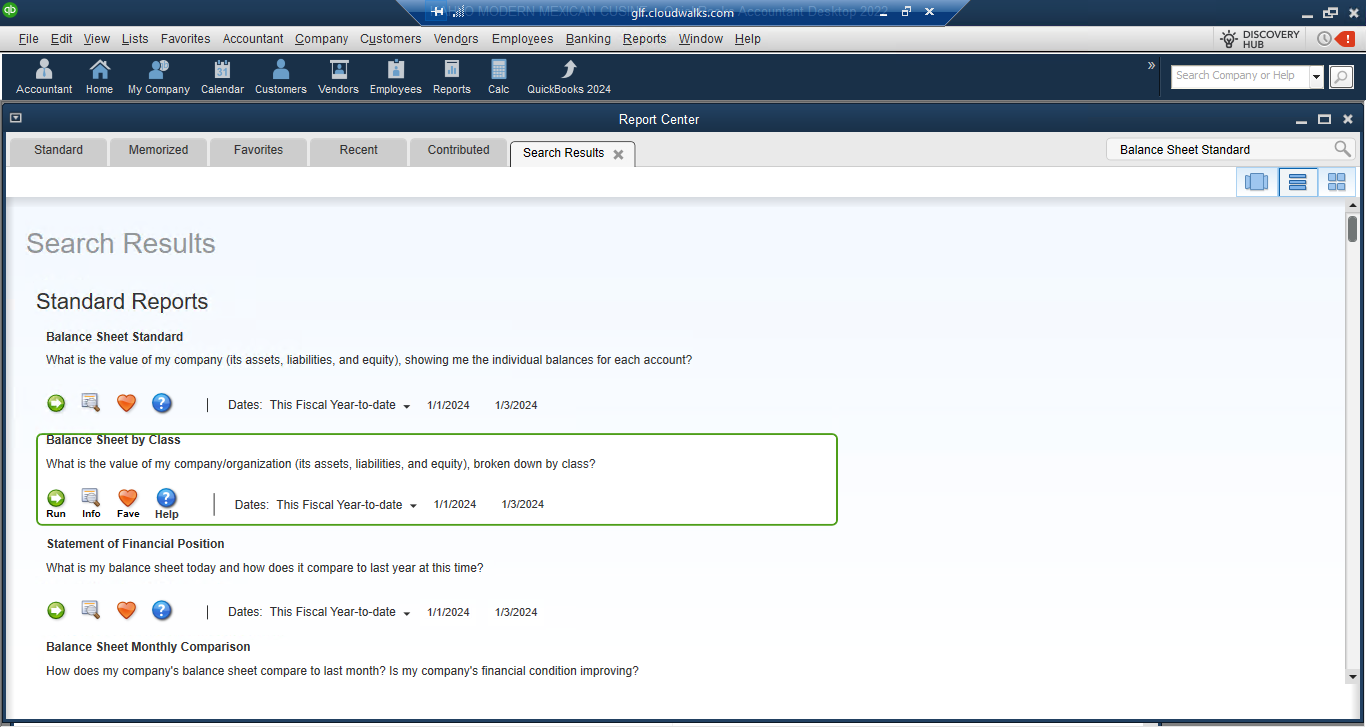 MODERN MEXICAN glf.cloudwalks.com Accountant Desktop 202
File Edit View Lists Favorites Accountant Company Customers Vendors Employees Banking Reports Window Help
DISCOVERY
HUB
Accountant Home My Company Calendar Customers Vendors Employees Reports Calc QuickBooks 2024
Search Company or Help
Report Center
Standard Memorized Favorites Recent Contributed Search Results
Balance Sheet Standard
Search Results
Standard Reports
Balance Sheet Standard
What is the value of my company (its assets, liabilities, and equity), showing me the individual balances for each account?
Dates: This Fiscal Year-to-date 1/1/2024 1/3/2024
Balance Sheet by Class
What is the value of my company/organization (its assets, liabilities, and equity), broken down by class?
Run Info Fave Help Dates: This Fiscal Year-to-date 1/1/2024 1/3/2024
Statement of Financial Position
What is my balance sheet today and how does it compare to last year at this time?
Dates: This Fiscal Year-to-date 1/1/2024 1/3/2024
Balance Sheet Monthly Comparison
How does my company's balance sheet compare to last month? Is my company's financial condition improving?